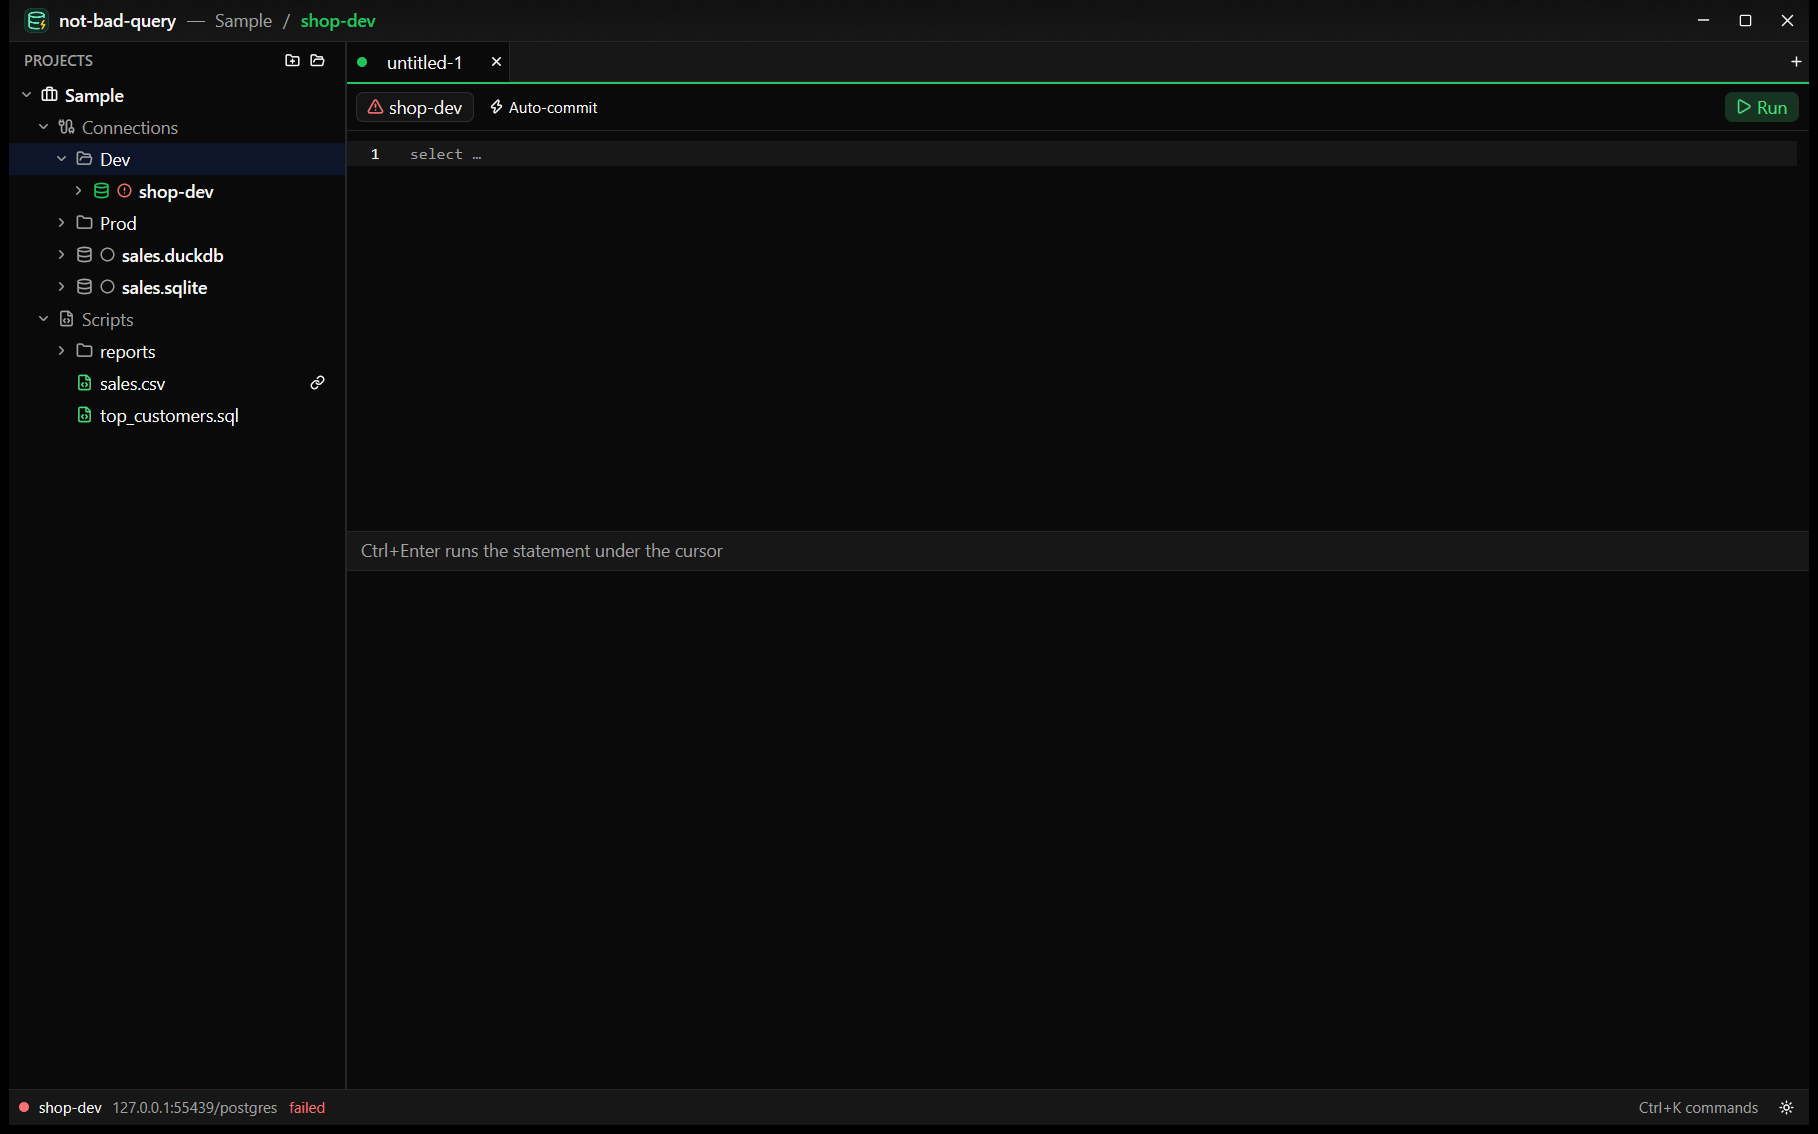 not-bad-query — Sample / shop-dev
PROJECTS
Sample
Connections
Dev
shop-dev
Prod
sales.duckdb
sales.sqlite
Scripts
reports
sales.csv
top_customers.sql
untitled-1
shop-dev Auto-commit Run
1 select …
Ctrl+Enter runs the statement under the cursor
shop-dev 127.0.0.1:55439/postgres failed
Ctrl+K commands